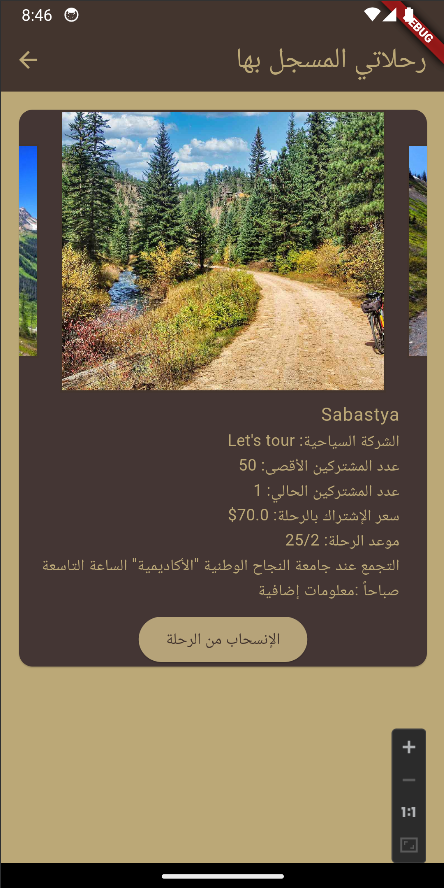 8:46
DEBUG
رحلاتي المسجل بها
Sabastya
الشركة السياحية: Let's tour
عدد المشتركين الأقصى: 50
عدد المشتركين الحالي: 1
سعر الإشتراك بالرحلة: 70.0$
موعد الرحلة: 25/2
التجمع عند جامعة النجاح الوطنية "الأكاديمية" الساعة التاسعة
صباحاً :معلومات إضافية
الإنسحاب من الرحلة
1:1